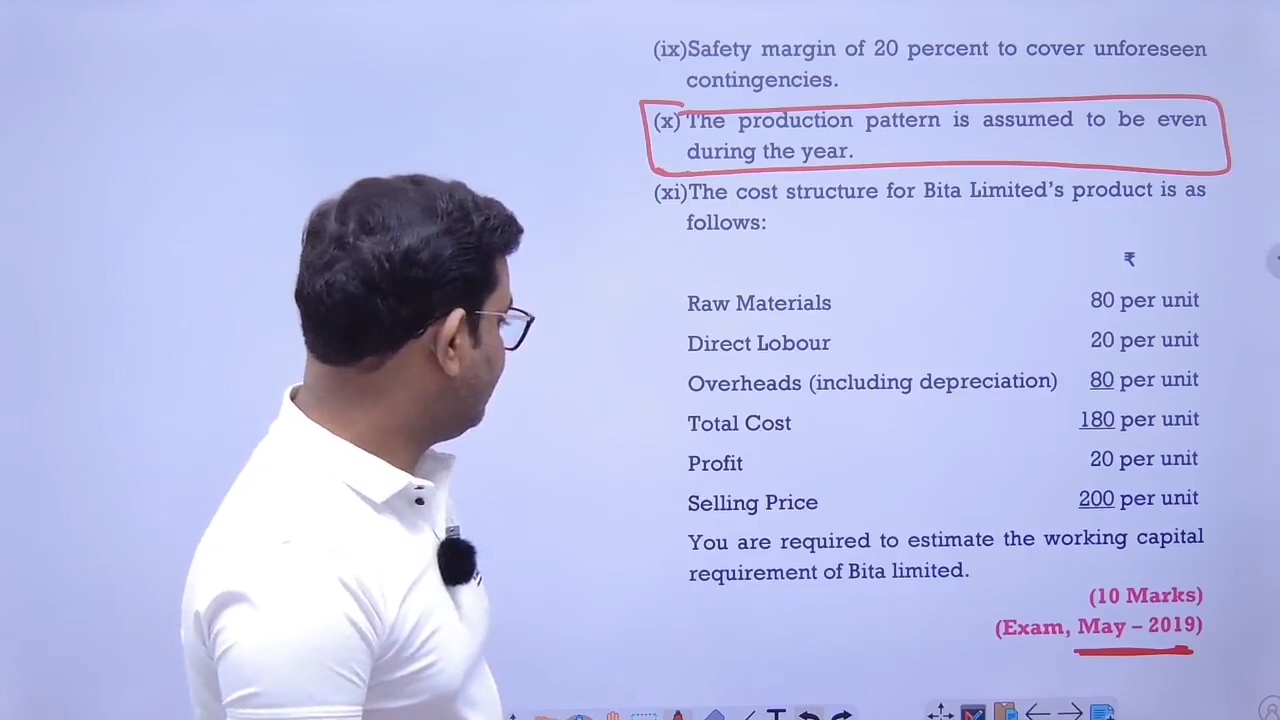 (ix)Safety margin of 20 percent to cover unforeseen
contingencies.
(x) The production pattern is assumed to be even
during the year.
(xi)The cost structure for Bita Limited's product is as
follows:
₹
Raw Materials 80 per unit
Direct Lobour 20 per unit
Overheads (including depreciation) 80 per unit
Total Cost 180 per unit
Profit 20 per unit
Selling Price 200 per unit
You are required to estimate the working capital
requirement of Bita limited.
(10 Marks)
(Exam, May – 2019)